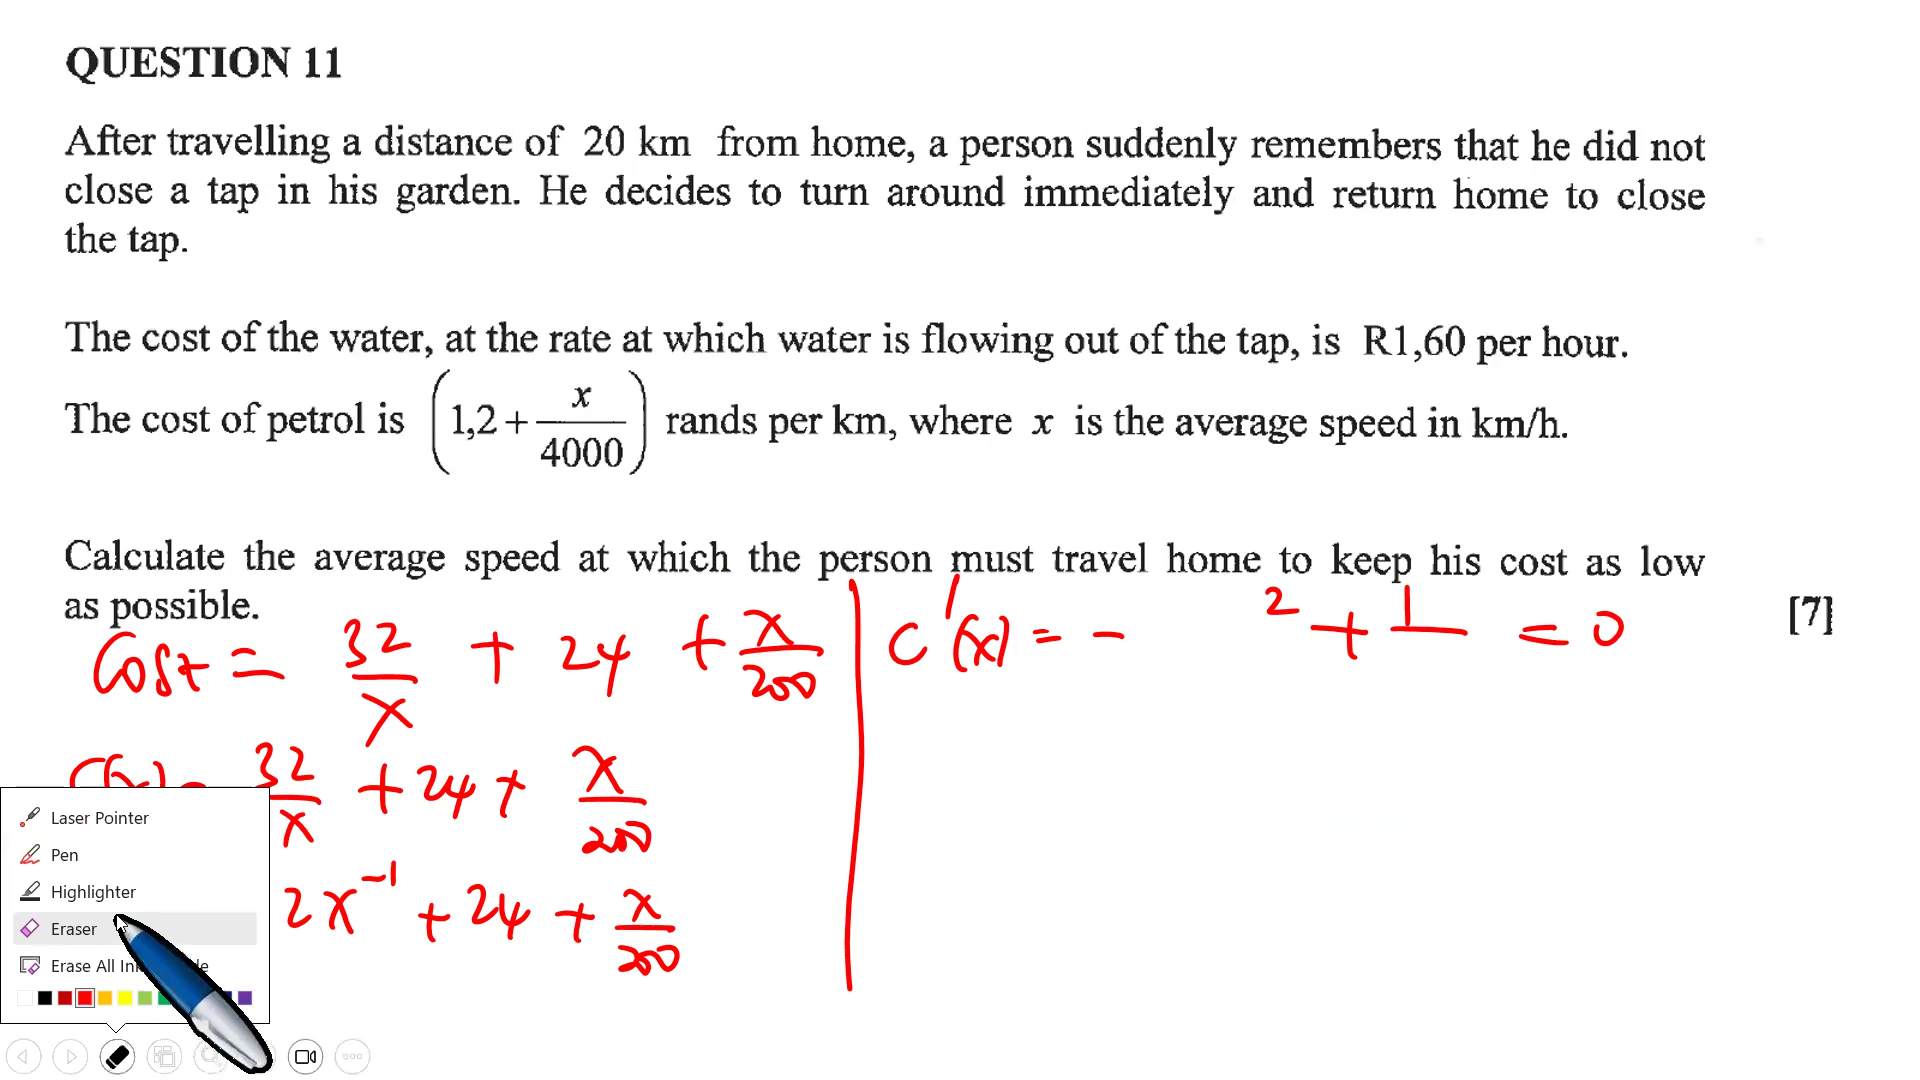 QUESTION 11
After travelling a distance of 20 km from home, a person suddenly remembers that he did not
close a tap in his garden. He decides to turn around immediately and return home to close
the tap.
The cost of the water, at the rate at which water is flowing out of the tap, is R1,60 per hour.
The cost of petrol is (1,2 + x/4000) rands per km, where x is the average speed in km/h.
Calculate the average speed at which the person must travel home to keep his cost as low
as possible.
[7]
Cost = 32/x + 24 + x/200
C'(x) = - ² + 1/ = 0
32/x + 24 + x/200
2x⁻¹ + 24 + x/200
Laser Pointer
Pen
Highlighter
Eraser
Erase All